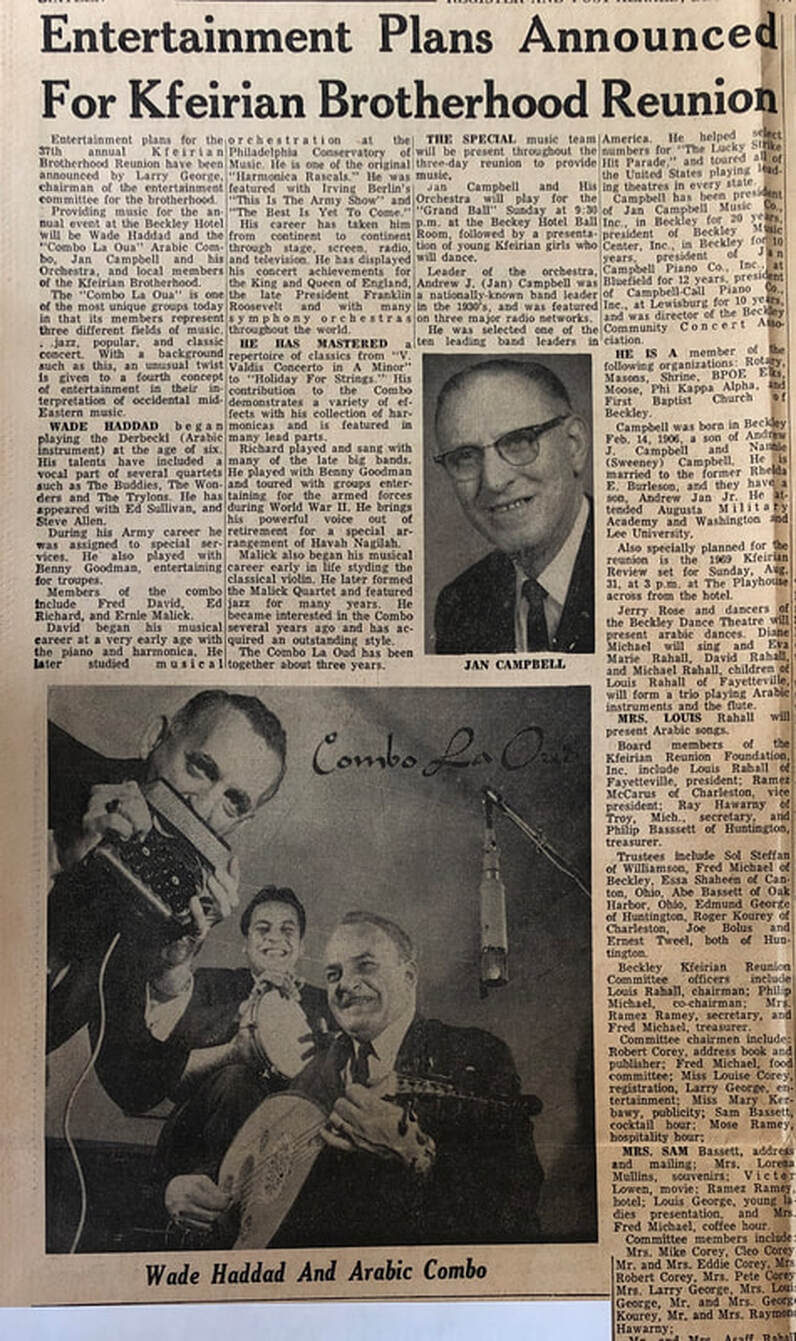 Entertainment Plans Announced
For Kfeirian Brotherhood Reunion
Entertainment plans for the
37th annual Kfeirian
Brotherhood Reunion have been
announced by Larry George,
chairman of the entertainment
committee for the brotherhood.
Providing music for the an-
nual event at the Beckley Hotel
will be Wade Haddad and the
"Combo La Oua" Arabic Com-
bo, Jan Campbell and his
Orchestra, and local members
of the Kfeirian Brotherhood.
The "Combo La Oua" is one
of the most unique groups today
in that its members represent
three different fields of music.
. .jazz, popular, and classic
concert. With a background
such as this, an unusual twist
is given to a fourth concept
of entertainment in their in-
terpretation of occidental mid-
Eastern music.
WADE HADDAD began
playing the Derbecki (Arabic
instrument) at the age of six.
His talents have included a
vocal part of several quartets
such as The Buddies, The Won-
ders and The Trylons. He has
appeared with Ed Sullivan, and
Steve Allen.
During his Army career he
was assigned to special ser-
vices. He also played with
Benny Goodman, entertaining
for troupes.
Members of the combo
include Fred David, Ed
Richard, and Ernie Malick.
David began his musical
career at a very early age with
the piano and harmonica. He
later studied musical
orchestration at the
Philadelphia Conservatory of
Music. He is one of the original
"Harmonica Rascals." He was
featured with Irving Berlin's
"This Is The Army Show" and
"The Best Is Yet To Come."
His career has taken him
from continent to continent
through stage, screen, radio,
and television. He has displayed
his concert achievements for
the King and Queen of England,
the late President Franklin
Roosevelt and with many
symphony orchestras
throughout the world.
HE HAS MASTERED a
repertoire of classics from "V.
Valdis Concerto in A Minor"
to "Holiday For Strings." His
contribution to the Combo
demonstrates a variety of ef-
fects with his collection of har-
monicas and is featured in
many lead parts.
Richard played and sang with
many of the late big bands.
He played with Benny Goodman
and toured with groups enter-
taining for the armed forces
during World War II. He brings
his powerful voice out of
retirement for a special ar-
rangement of Havah Nagilah.
Malick also began his musical
career early in life styding the
classical violin. He later formed
the Malick Quartet and featured
jazz for many years. He
became interested in the Combo
several years ago and has ac-
quired an outstanding style.
The Combo La Oud has been
together about three years.
THE SPECIAL music team
will be present throughout the
three-day reunion to provide
music.
Jan Campbell and His
Orchestra will play for the
"Grand Ball" Sunday at 9:30
p.m. at the Beckey Hotel Ball
Room, followed by a presenta-
tion of young Kfeirian girls who
will dance.
Leader of the orchestra,
Andrew J. (Jan) Campbell was
a nationally-known band leader
in the 1930's, and was featured
on three major radio networks.
He was selected one of the
ten leading band leaders in
JAN CAMPBELL
America. He helped select
numbers for "The Lucky Strike
Hit Parade," and toured all of
the United States playing lead-
ing theatres in every state.
Campbell has been president
of Jan Campbell Music Co.,
Inc., in Beckley for 20 years,
president of Beckley Music
Center, Inc., in Beckley for 10
years, president of Jan
Campbell Piano Co., Inc., at
Bluefield for 12 years, president
of Campbell-Call Piano Co.,
Inc., at Lewisburg for 10 years,
and was director of the Beckley
Community Concert Asso-
ciation.
HE IS A member of the
following organizations: Rotary,
Masons, Shrine, BPOE Elks,
Moose, Phi Kappa Alpha, and
First Baptist Church of
Beckley.
Campbell was born in Beckley
Feb. 14, 1906, a son of Andrew
J. Campbell and Nannie
(Sweeney) Campbell. He is
married to the former Rhelda
E. Burleson, and they have a
son, Andrew Jan Jr. He at-
tended Augusta Military
Academy and Washington and
Lee University.
Also specially planned for the
reunion is the 1969 Kfeirian
Review set for Sunday, Aug.
31, at 3 p.m. at The Playhouse
across from the hotel.
Jerry Rose and dancers of
the Beckley Dance Theatre will
present arabic dances. Diane
Michael will sing and Eva
Marie Rahall, David Rahall,
and Michael Rahall, children of
Louis Rahall of Fayetteville,
will form a trio playing Arabic
instruments and the flute.
MRS. LOUIS Rahall will
present Arabic songs.
Board members of the
Kfeirian Reunion Foundation,
Inc. include Louis Rahall of
Fayetteville, president; Ramez
McCarus of Charleston, vice
president; Ray Hawarny of
Troy, Mich., secretary, and
Philip Basssett of Huntington,
treasurer.
Trustees include Sol Steffan
of Williamson, Fred Michael of
Beckley, Essa Shaheen of Can-
ton, Ohio, Abe Bassett of Oak
Harbor, Ohio, Edmund George
of Huntington, Roger Kourey of
Charleston, Joe Bolus and
Ernest Tweel, both of Hun-
tington.
Beckley Kfeirian Reunion
Committee officers include
Louis Rahall, chairman; Philip
Michael, co-chairman; Mrs.
Ramez Ramey, secretary, and
Fred Michael, treasurer.
Committee chairmen include:
Robert Corey, address book and
publisher; Fred Michael, food
committee; Miss Louise Corey,
registration, Larry George, en-
tertainment; Miss Mary Ker-
bawy, publicity; Sam Bassett,
cocktail hour; Mose Ramey,
hospitality hour;
MRS. SAM Bassett, address
and mailing; Mrs. Lorena
Mullins, souvenirs; Victor
Lowen, movie; Ramez Ramey,
hotel; Louis George, young la-
dies presentation, and Mrs.
Fred Michael, coffee hour.
Committee members include:
Mrs. Mike Corey, Cleo Corey
Mr. and Mrs. Eddie Corey, Mrs
Robert Corey, Mrs. Pete Corey
Mrs. Larry George, Mrs. Loui
George, Mr. and Mrs. George
Kourey, Mr. and Mrs. Raymon
Hawarny;
Combo La Oud
Wade Haddad And Arabic Combo